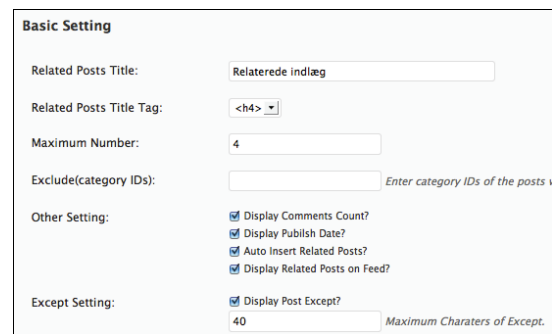 Basic Setting
Related Posts Title: Relaterede indlæg
Related Posts Title Tag: <h4>
Maximum Number: 4
Exclude(category IDs): Enter category IDs of the posts
Other Setting: Display Comments Count?
Display Pubilsh Date?
Auto Insert Related Posts?
Display Related Posts on Feed?
Except Setting: Display Post Except?
40 Maximum Charaters of Except.